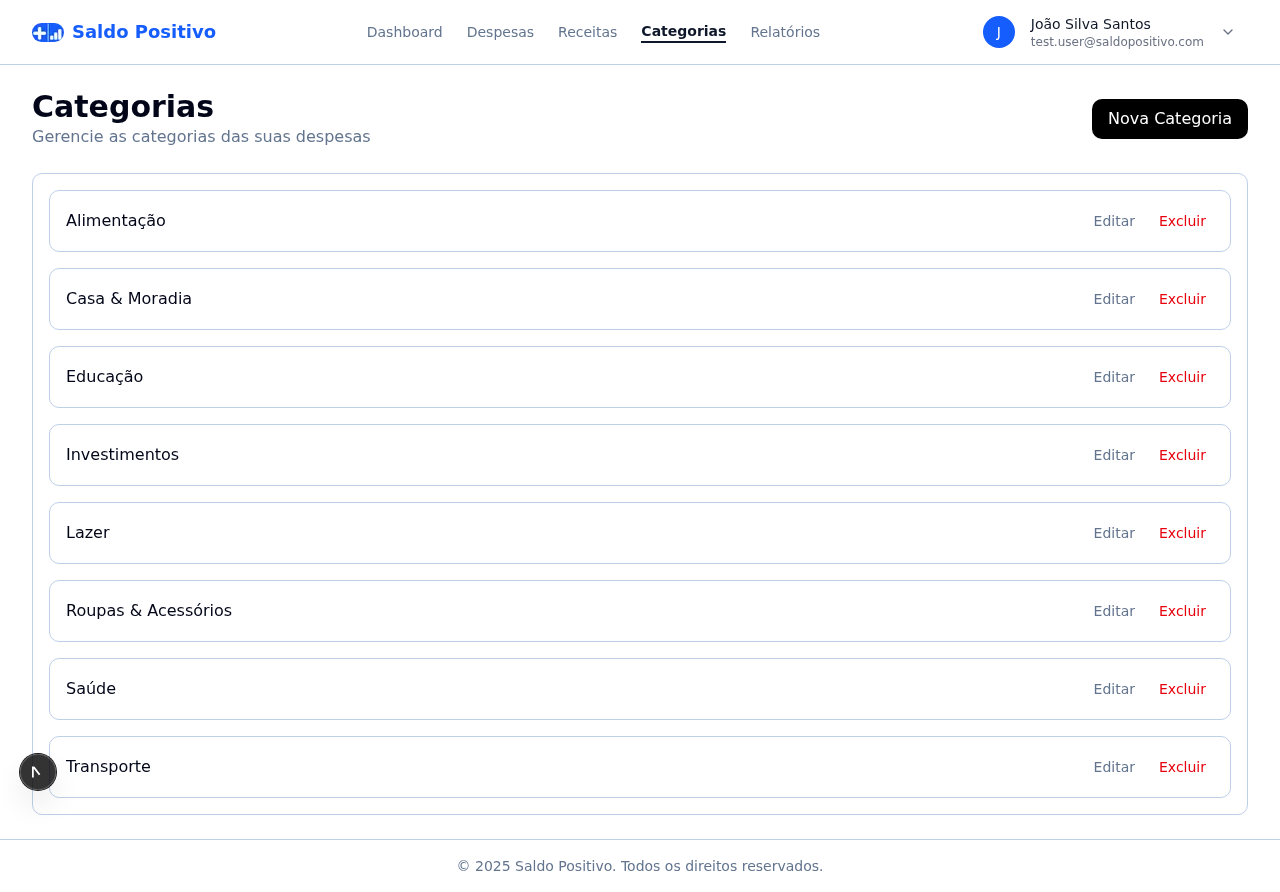 Saldo Positivo
Dashboard Despesas Receitas Categorias Relatórios
J
João Silva Santos
test.user@saldopositivo.com
Categorias
Gerencie as categorias das suas despesas
Nova Categoria
Alimentação Editar Excluir
Casa & Moradia Editar Excluir
Educação Editar Excluir
Investimentos Editar Excluir
Lazer Editar Excluir
Roupas & Acessórios Editar Excluir
Saúde Editar Excluir
Transporte Editar Excluir
© 2025 Saldo Positivo. Todos os direitos reservados.